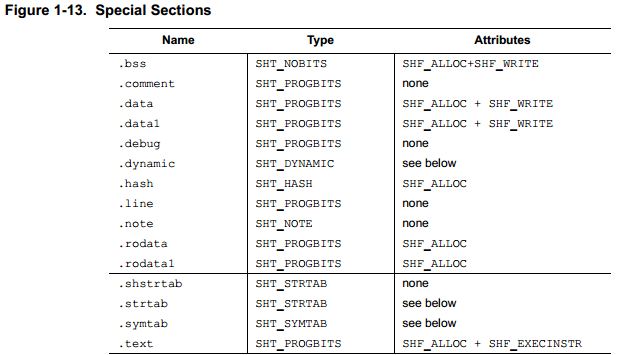 Figure 1-13. Special Sections
Name Type Attributes
.bss SHT_NOBITS SHF_ALLOC+SHF_WRITE
.comment SHT_PROGBITS none
.data SHT_PROGBITS SHF_ALLOC + SHF_WRITE
.data1 SHT_PROGBITS SHF_ALLOC + SHF_WRITE
.debug SHT_PROGBITS none
.dynamic SHT_DYNAMIC see below
.hash SHT_HASH SHF_ALLOC
.line SHT_PROGBITS none
.note SHT_NOTE none
.rodata SHT_PROGBITS SHF_ALLOC
.rodata1 SHT_PROGBITS SHF_ALLOC
.shstrtab SHT_STRTAB none
.strtab SHT_STRTAB see below
.symtab SHT_SYMTAB see below
.text SHT_PROGBITS SHF_ALLOC + SHF_EXECINSTR